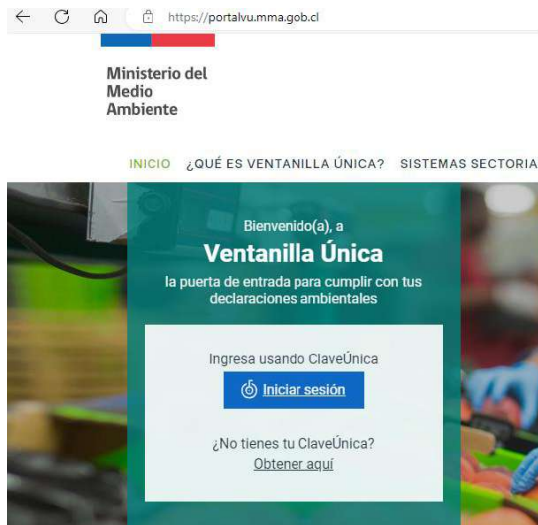 https://portalvu.mma.gob.cl
Ministerio del
Medio
Ambiente
INICIO ¿QUÉ ES VENTANILLA ÚNICA? SISTEMAS SECTORIA
Bienvenido(a), a
Ventanilla Única
la puerta de entrada para cumplir con tus
declaraciones ambientales
Ingresa usando ClaveÚnica
Iniciar sesión
¿No tienes tu ClaveÚnica?
Obtener aquí